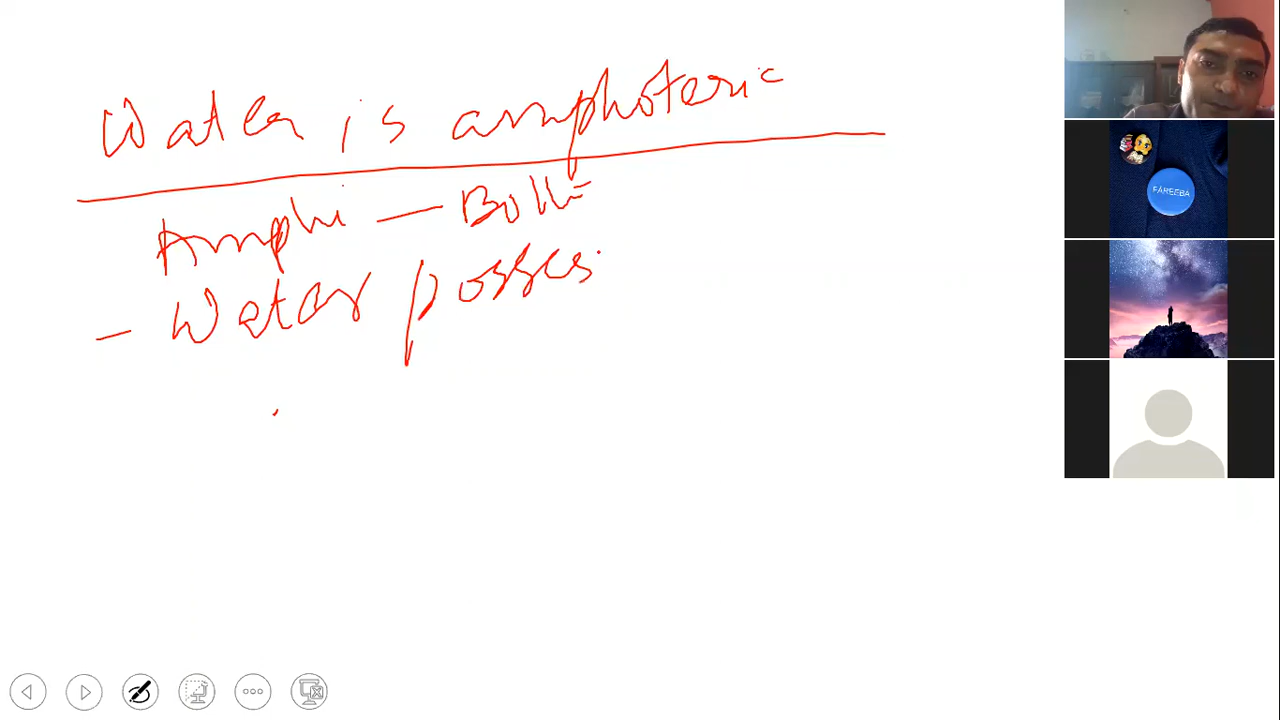 Water is amphoteric
Amphi — Both
- Water posses
FAREEBA